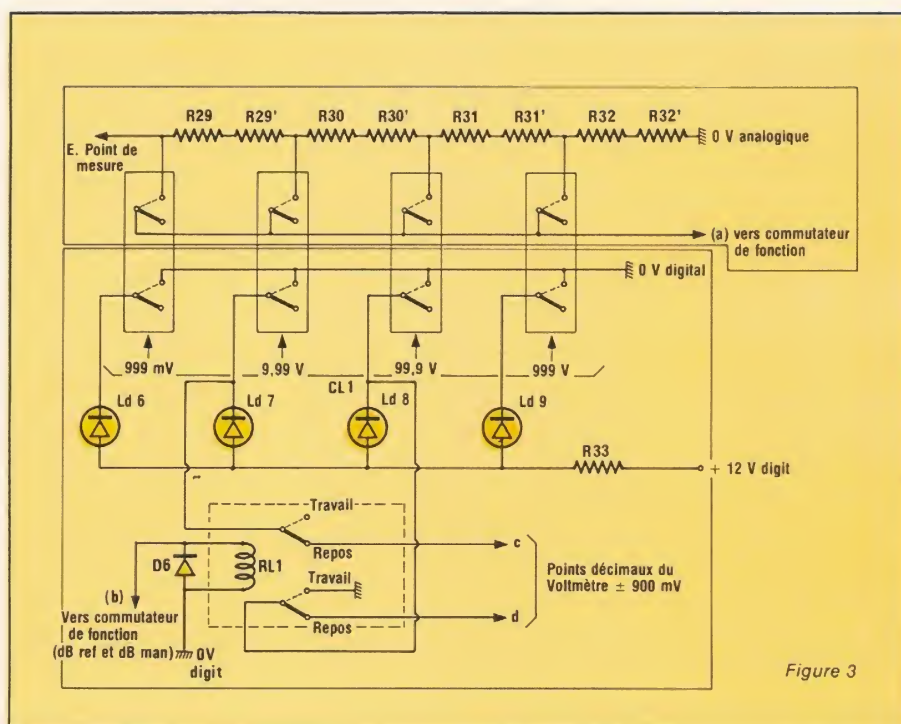 R29 R29' R30 R30' R31 R31' R32 R32'
0 V analogique
E. Point de
mesure
(a) vers commutateur
de fonction
0 V digital
999 mV 9,99 V 99,9 V 999 V
CL1
Ld 6 Ld 7 Ld 8 Ld 9
R33
+ 12 V digit
Travail
Repos
c
D6
RL1
Travail
Repos
d
Points décimaux du
Voltmètre ± 900 mV
(b)
Vers commutateur
de fonction
(dB ref et dB man)
0V
digit
Figure 3